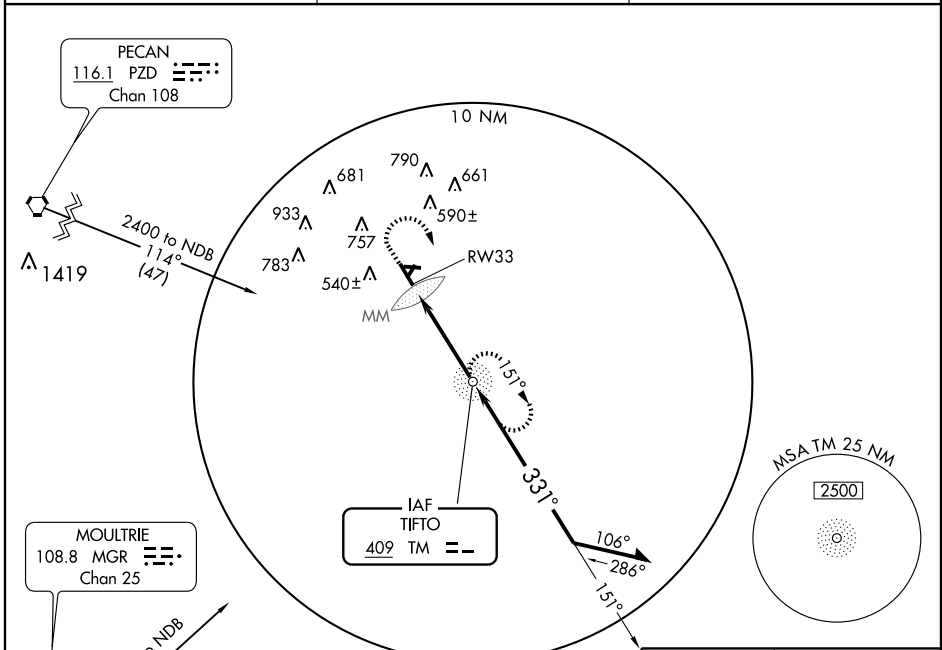 PECAN
116.1 PZD
Chan 108
10 NM
790
661
681
590±
933
757
783
540±
2400 to NDB
114°
(47)
1419
RW33
MM
151°
331°
MSA TM 25 NM
2500
IAF
TIFTO
409 TM
106°
286°
151°
MOULTRIE
108.8 MGR
Chan 25
NDB